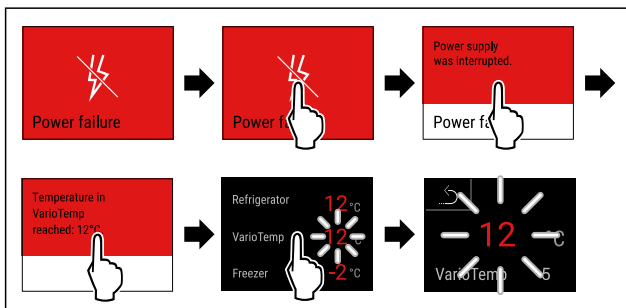 Power failure
Power fa
Power supply
was interrupted.
Power fa
Temperature in
VarioTemp
reached: 12°C
Refrigerator 12 °C
VarioTemp 12 °C
Freezer -2 °C
12 °C
VarioTemp 5